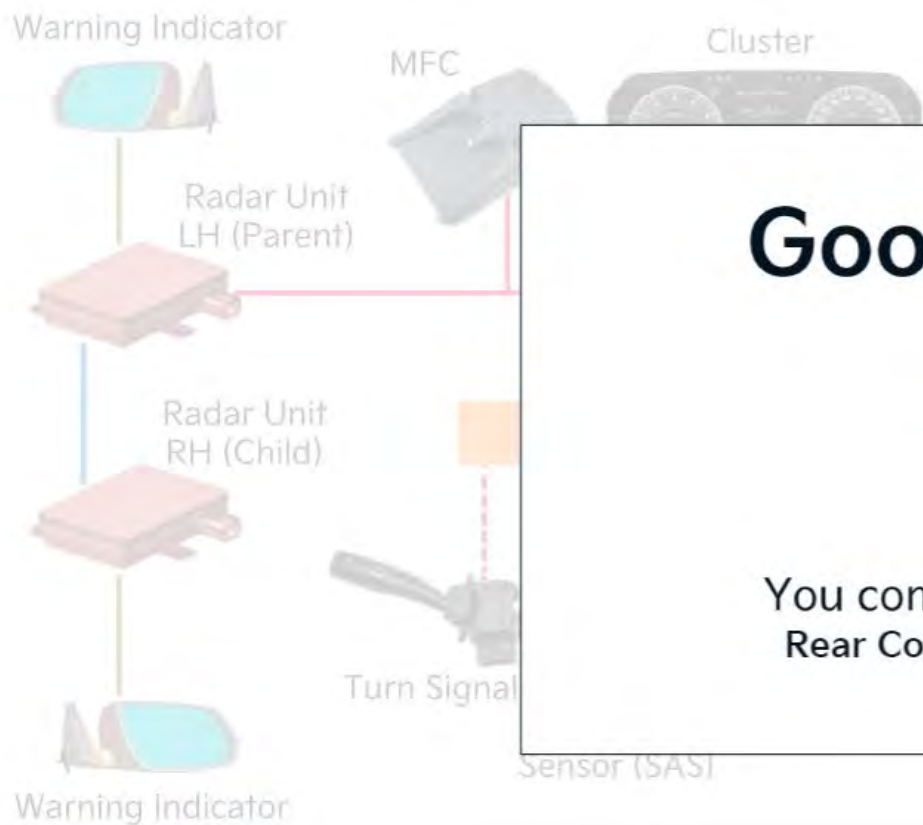 Warning Indicator
MFC
Cluster
Radar Unit
LH (Parent)
Goo
Radar Unit
RH (Child)
You con
Rear Co
Turn Signal
Sensor (SAS)
Warning Indicator